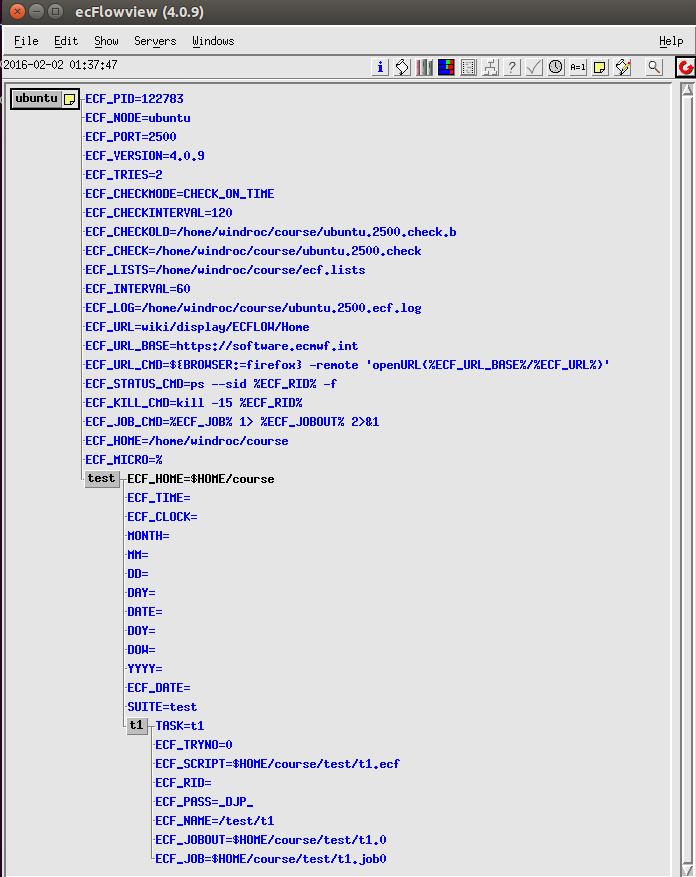 ecFlowview (4.0.9)
File Edit Show Servers Windows Help
2016-02-02 01:37:47
i ? A=1
ubuntu
ECF_PID=122783
ECF_NODE=ubuntu
ECF_PORT=2500
ECF_VERSION=4.0.9
ECF_TRIES=2
ECF_CHECKMODE=CHECK_ON_TIME
ECF_CHECKINTERVAL=120
ECF_CHECKOLD=/home/windroc/course/ubuntu.2500.check.b
ECF_CHECK=/home/windroc/course/ubuntu.2500.check
ECF_LISTS=/home/windroc/course/ecf.lists
ECF_INTERVAL=60
ECF_LOG=/home/windroc/course/ubuntu.2500.ecf.log
ECF_URL=wiki/display/ECFLOW/Home
ECF_URL_BASE=https://software.ecmwf.int
ECF_URL_CMD=${BROWSER:=firefox} -remote 'openURL(%ECF_URL_BASE%/%ECF_URL%)'
ECF_STATUS_CMD=ps --sid %ECF_RID% -f
ECF_KILL_CMD=kill -15 %ECF_RID%
ECF_JOB_CMD=%ECF_JOB% 1> %ECF_JOBOUT% 2>&1
ECF_HOME=/home/windroc/course
ECF_MICRO=%
test
ECF_HOME=$HOME/course
ECF_TIME=
ECF_CLOCK=
MONTH=
MM=
DD=
DAY=
DATE=
DOY=
DOW=
YYYY=
ECF_DATE=
SUITE=test
t1
TASK=t1
ECF_TRYNO=0
ECF_SCRIPT=$HOME/course/test/t1.ecf
ECF_RID=
ECF_PASS=_DJP_
ECF_NAME=/test/t1
ECF_JOBOUT=$HOME/course/test/t1.0
ECF_JOB=$HOME/course/test/t1.job0